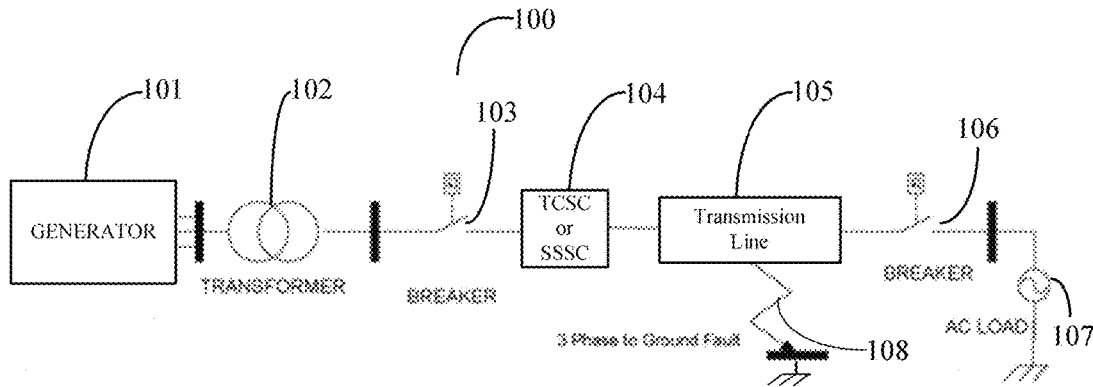 100
101
102
103
104
105
106
GENERATOR
TCSC
or
SSSC
Transmission
Line
TRANSFORMER
BREAKER
BREAKER
3 Phase to Ground Fault
108
AC LOAD
107